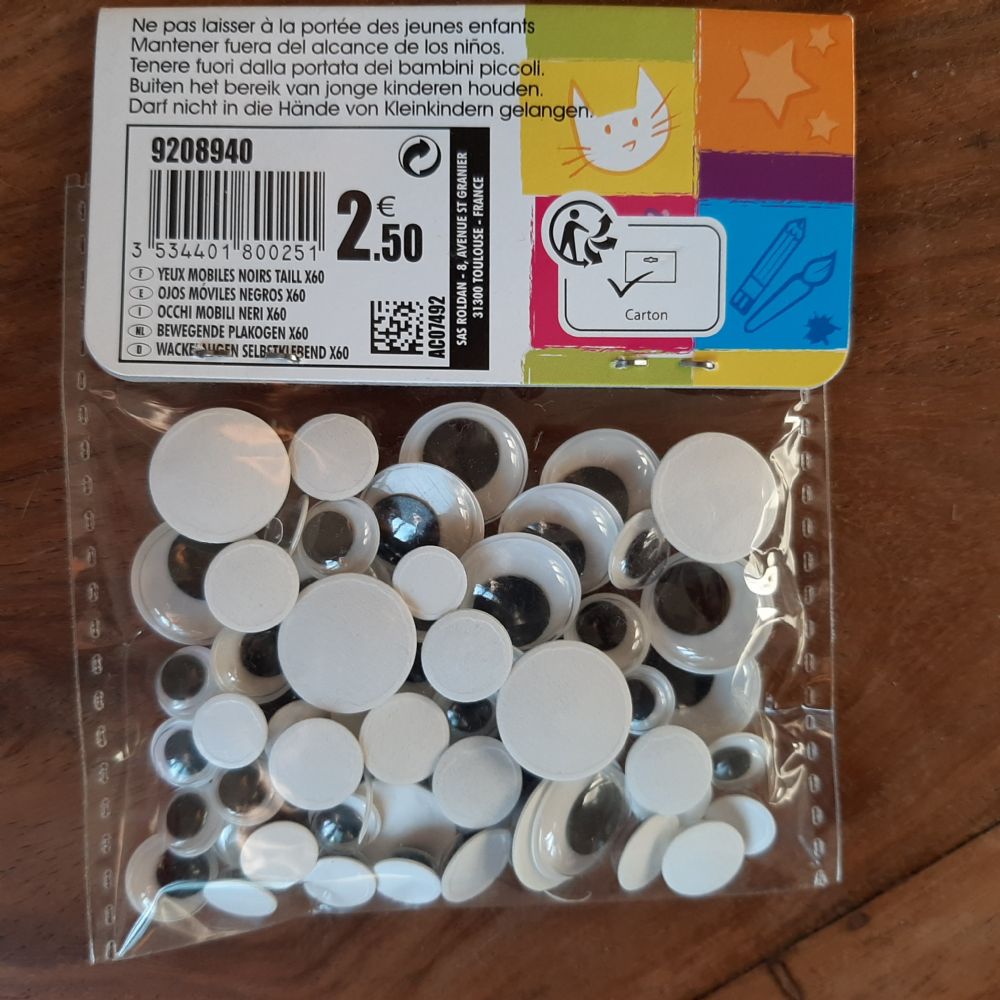 Ne pas laisser à la portée des jeunes enfants
Mantener fuera del alcance de los niños.
Tenere fuori dalla portata dei bambini piccoli.
Buiten het bereik van jonge kinderen houden.
Darf nicht in die Hände von Kleinkindern gelangen.
9208940
3 534401 800251
2.50 €
F YEUX MOBILES NOIRS TAILL X60
E OJOS MÓVILES NEGROS X60
I OCCHI MOBILI NERI X60
NL BEWEGENDE PLAKOGEN X60
D WACKELAUGEN SELBSTKLEBEND X60
AC07492
SAS ROLDAN - 8, AVENUE ST GRANIER
31300 TOULOUSE - FRANCE
Carton